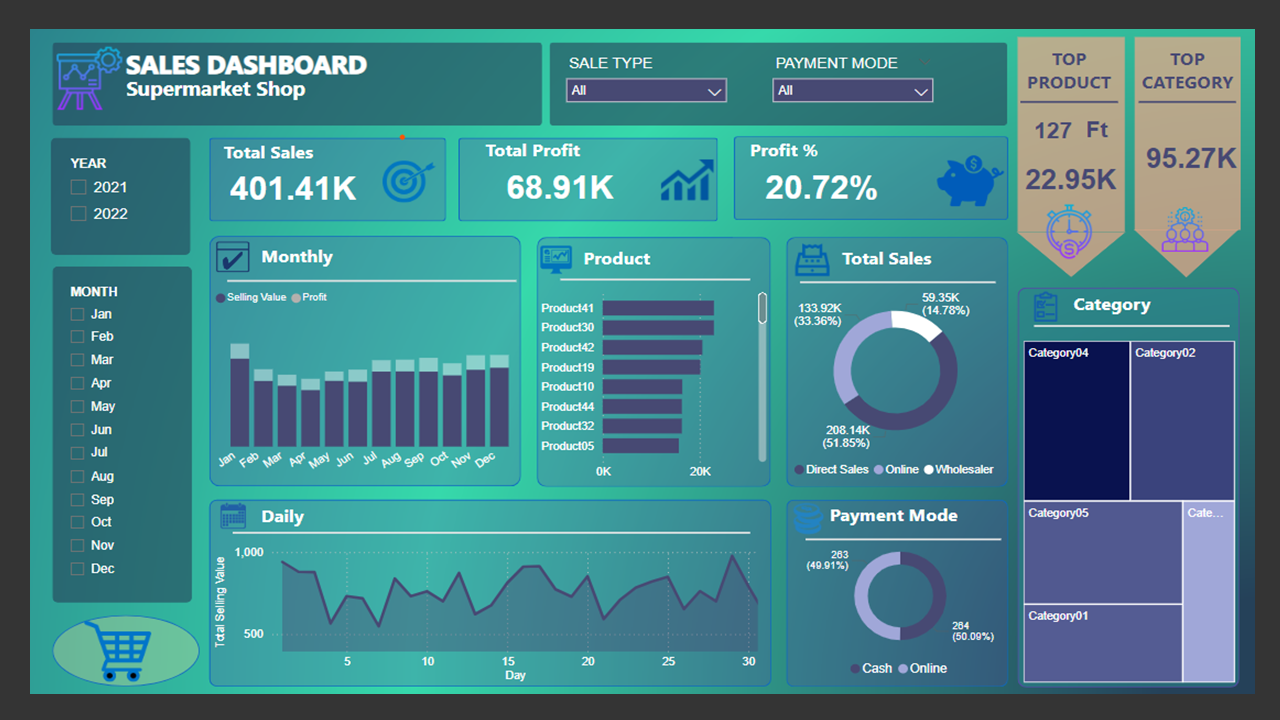 SALES DASHBOARD
Supermarket Shop
SALE TYPE
All
PAYMENT MODE
All
TOP
PRODUCT
127 Ft
22.95K
TOP
CATEGORY
95.27K
YEAR
2021
2022
Total Sales
401.41K
Total Profit
68.91K
Profit %
20.72%
MONTH
Jan
Feb
Mar
Apr
May
Jun
Jul
Aug
Sep
Oct
Nov
Dec
Monthly
Selling Value Profit
Jan Feb Mar Apr May Jun Jul Aug Sep Oct Nov Dec
Product
Product41
Product30
Product42
Product19
Product10
Product44
Product32
Product05
0K 20K
Total Sales
133.92K
(33.36%)
59.35K
(14.78%)
208.14K
(51.85%)
Direct Sales Online Wholesaler
Category
Category04
Category02
Category05
Cate...
Category01
Daily
Total Selling Value
1,000
500
5 10 15 20 25 30
Day
Payment Mode
263
(49.91%)
264
(50.09%)
Cash Online